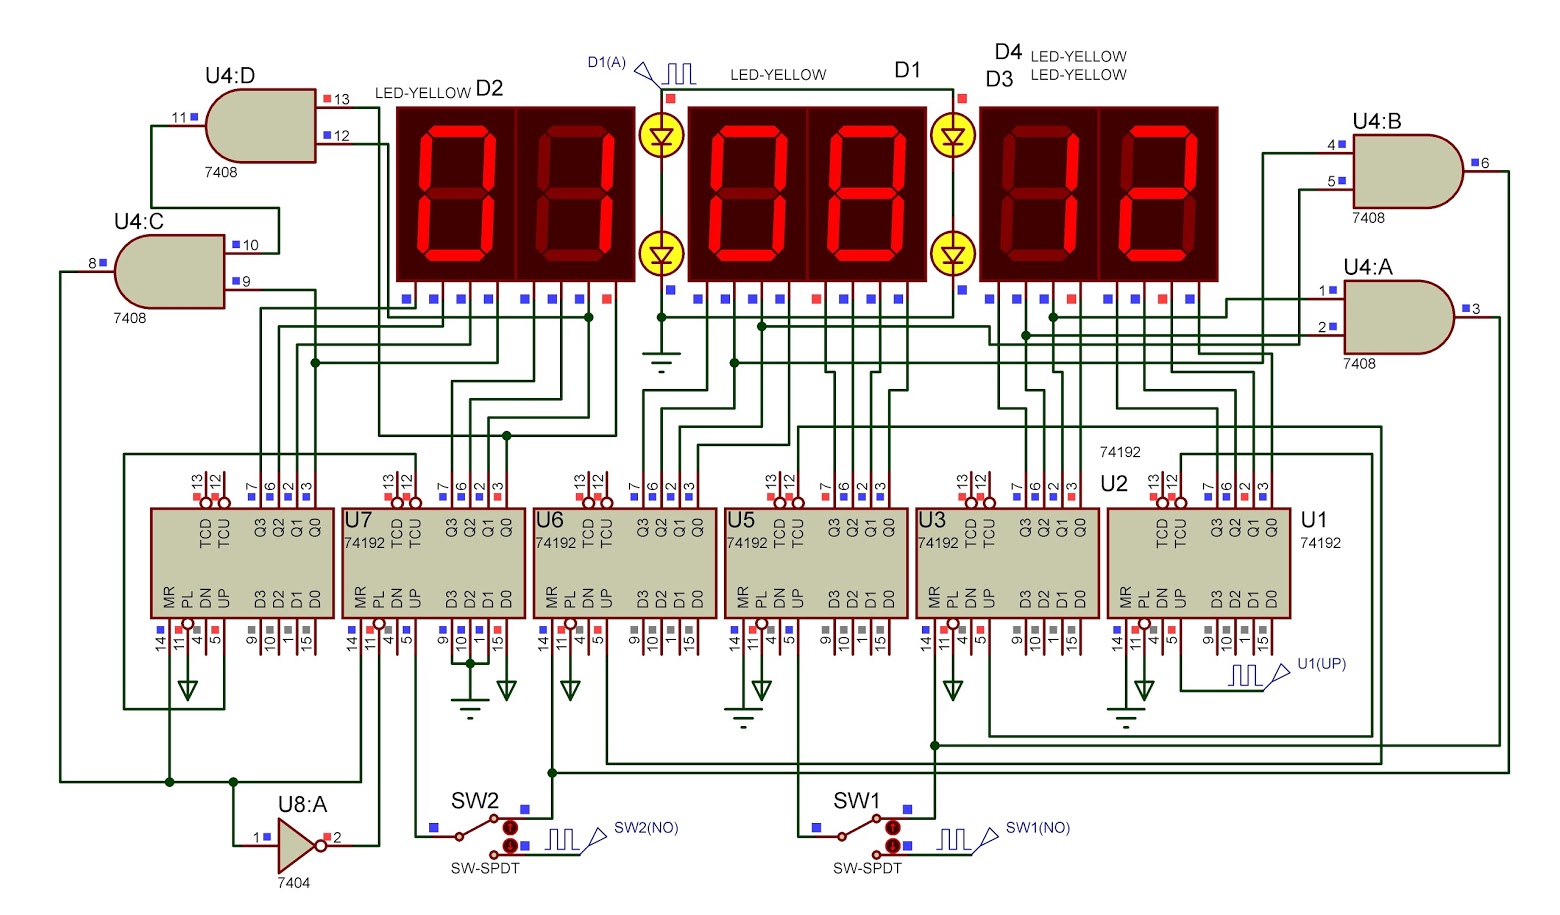 D4 LED-YELLOW
D1(A) LED-YELLOW D1 D3 LED-YELLOW
U4:D
LED-YELLOW D2
13
11
12
7408
U4:B
4
6
5
7408
U4:C
10
8
9
7408
01 08 12
U4:A
1
3
2
7408
74192
U2
13 12 7 6 2 3 13 12 7 6 2 3 13 12 7 6 2 3 13 12 7 6 2 3 13 12 7 6 2 3 13 12 7 6 2 3
U7 U6 U5 U3 U1
74192 74192 74192 74192 74192
TCD TCU Q3 Q2 Q1 Q0 TCD TCU Q3 Q2 Q1 Q0 TCD TCU Q3 Q2 Q1 Q0 TCD TCU Q3 Q2 Q1 Q0 TCD TCU Q3 Q2 Q1 Q0 TCD TCU Q3 Q2 Q1 Q0
MR PL DN UP D3 D2 D1 D0 MR PL DN UP D3 D2 D1 D0 MR PL DN UP D3 D2 D1 D0 MR PL DN UP D3 D2 D1 D0 MR PL DN UP D3 D2 D1 D0 MR PL DN UP D3 D2 D1 D0
14 11 4 5 9 10 1 15 14 11 4 5 9 10 1 15 14 11 4 5 9 10 1 15 14 11 4 5 9 10 1 15 14 11 4 5 9 10 1 15 14 11 4 5 9 10 1 15
U1(UP)
U8:A
1 2
7404
SW2
SW2(NO)
SW-SPDT
SW1
SW1(NO)
SW-SPDT